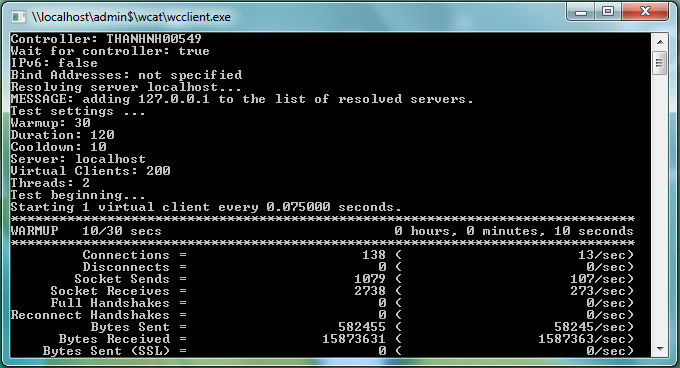 \\localhost\admin$\wcat\wcclient.exe
Controller: THANHNH00549
Wait for controller: true
IPv6: false
Bind Addresses: not specified
Resolving server localhost...
MESSAGE: adding 127.0.0.1 to the list of resolved servers.
Test settings ...
Warmup: 30
Duration: 120
Cooldown: 10
Server: localhost
Virtual Clients: 200
Threads: 2
Test beginning...
Starting 1 virtual client every 0.075000 seconds.
*******************************************************************************
WARMUP   10/30 secs                              0 hours, 0 minutes, 10 seconds
*******************************************************************************
Connections = 138 ( 13/sec)
Disconnects = 0 ( 0/sec)
Socket Sends = 1079 ( 107/sec)
Socket Receives = 2738 ( 273/sec)
Full Handshakes = 0 ( 0/sec)
Reconnect Handshakes = 0 ( 0/sec)
Bytes Sent = 582455 ( 58245/sec)
Bytes Received = 15873631 ( 1587363/sec)
Bytes Sent (SSL) = 0 ( 0/sec)